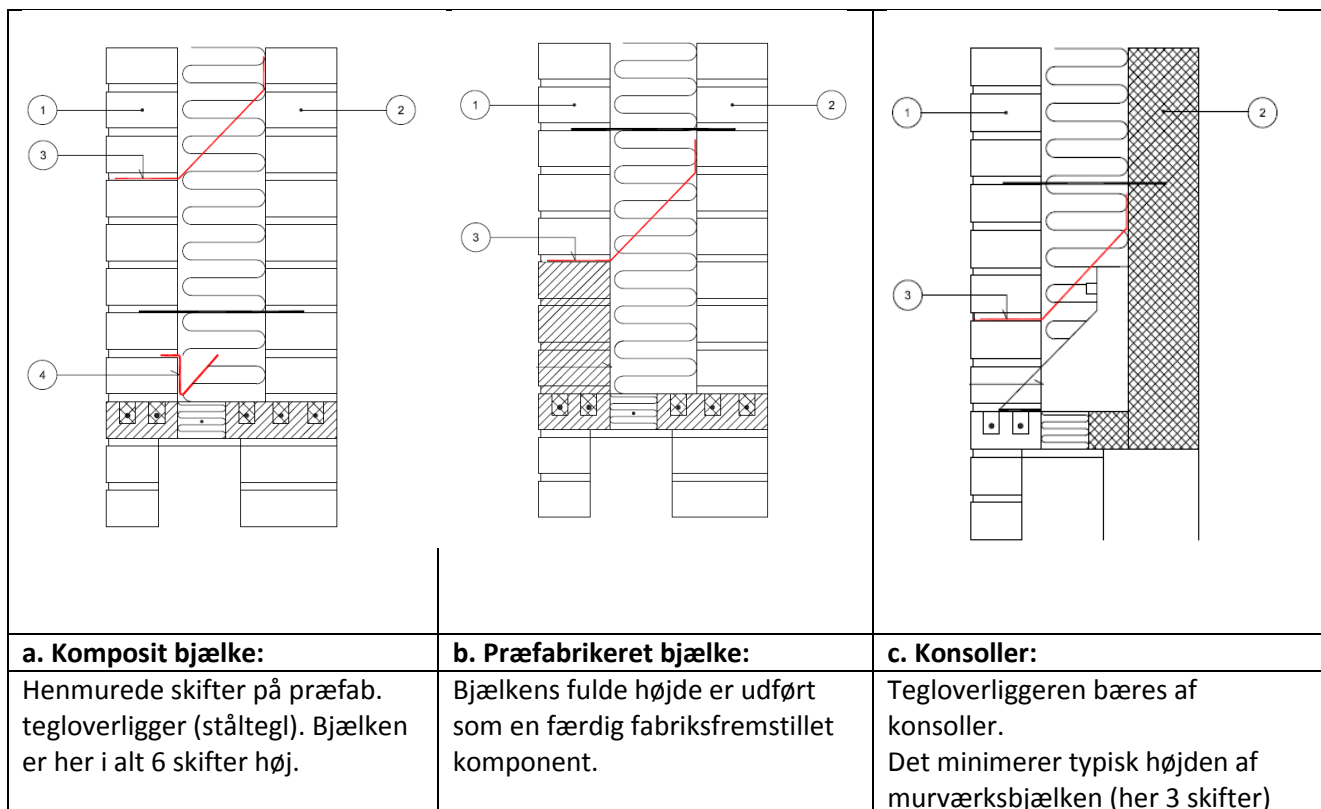 1
2
3
4
1
2
3
1
2
3
a. Komposit bjælke:
Henmurede skifter på præfab.
tegloverligger (ståltegl). Bjælken
er her i alt 6 skifter høj.
b. Præfabrikeret bjælke:
Bjælkens fulde højde er udført
som en færdig fabriksfremstillet
komponent.
c. Konsoller:
Tegloverliggeren bæres af
konsoller.
Det minimerer typisk højden af
murværksbjælken (her 3 skifter)